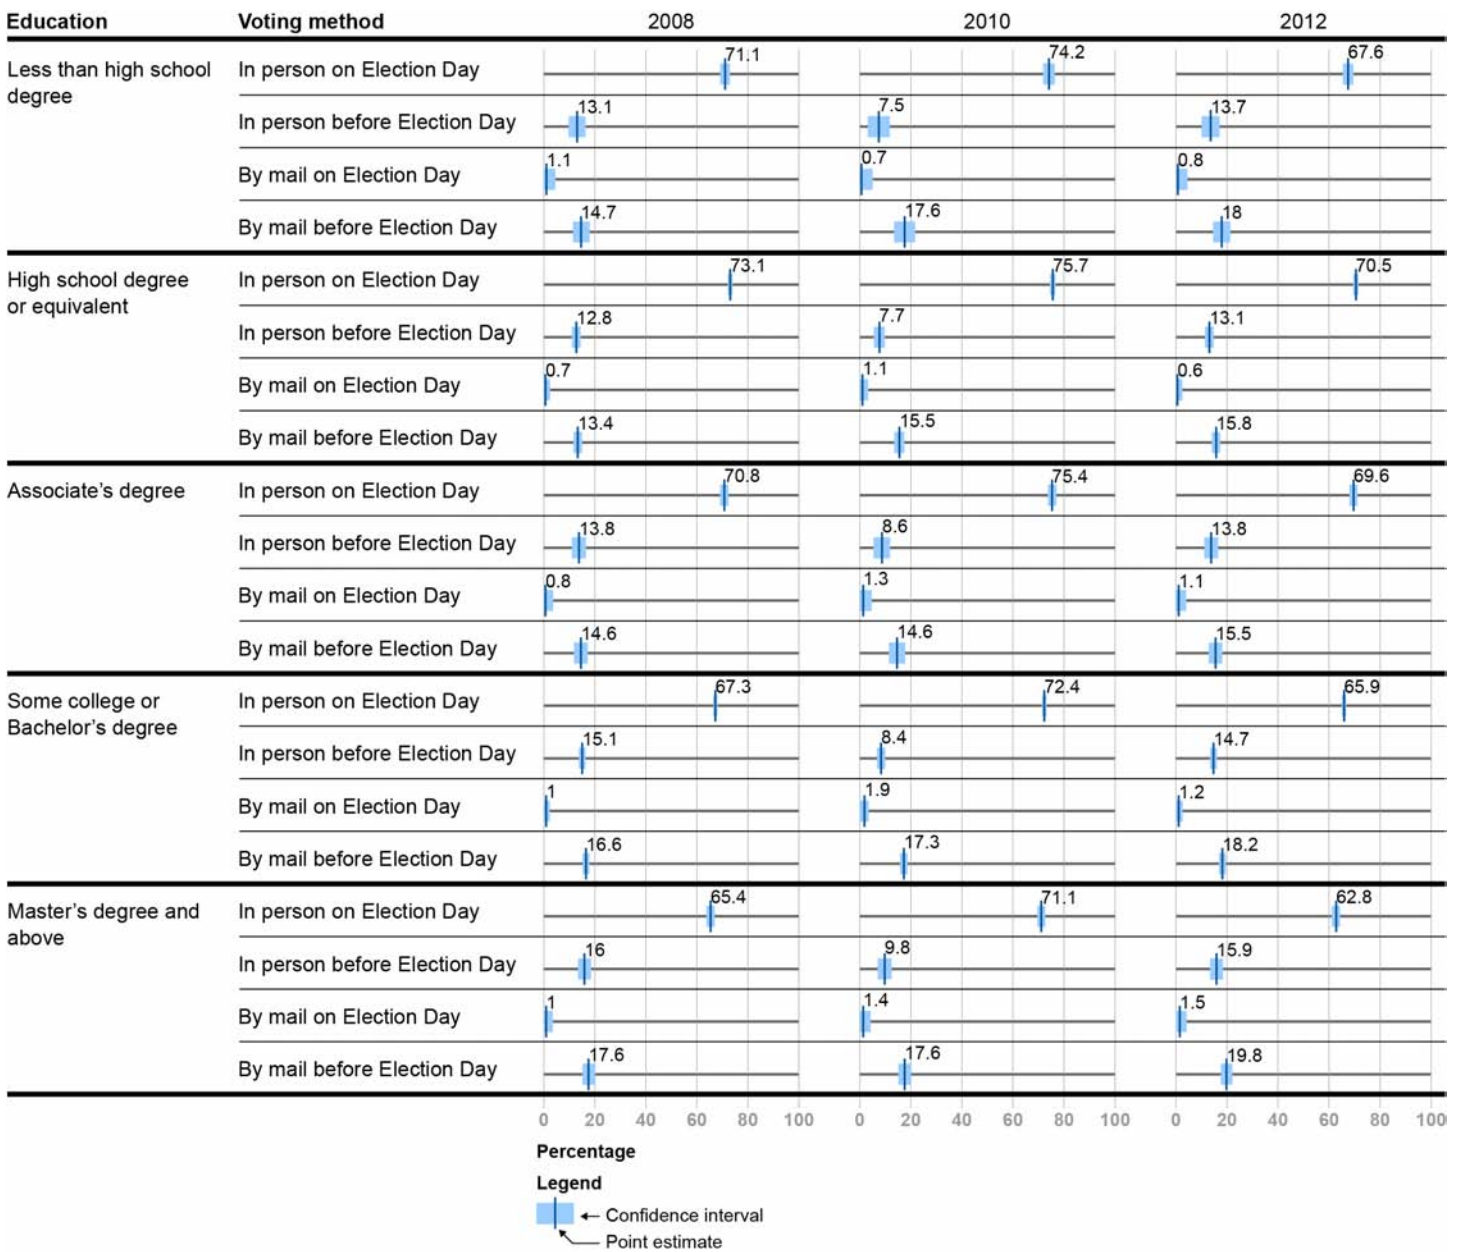 Education Voting method 2008 2010 2012
Less than high school In person on Election Day 71.1 74.2 67.6
degree
In person before Election Day 13.1 7.5 13.7
By mail on Election Day 1.1 0.7 0.8
By mail before Election Day 14.7 17.6 18
High school degree In person on Election Day 73.1 75.7 70.5
or equivalent
In person before Election Day 12.8 7.7 13.1
By mail on Election Day 0.7 1.1 0.6
By mail before Election Day 13.4 15.5 15.8
Associate's degree In person on Election Day 70.8 75.4 69.6
In person before Election Day 13.8 8.6 13.8
By mail on Election Day 0.8 1.3 1.1
By mail before Election Day 14.6 14.6 15.5
Some college or In person on Election Day 67.3 72.4 65.9
Bachelor's degree
In person before Election Day 15.1 8.4 14.7
By mail on Election Day 1 1.9 1.2
By mail before Election Day 16.6 17.3 18.2
Master's degree and In person on Election Day 65.4 71.1 62.8
above
In person before Election Day 16 9.8 15.9
By mail on Election Day 1 1.4 1.5
By mail before Election Day 17.6 17.6 19.8
0 20 40 60 80 100 0 20 40 60 80 100 0 20 40 60 80 100
Percentage
Legend
Confidence interval
Point estimate